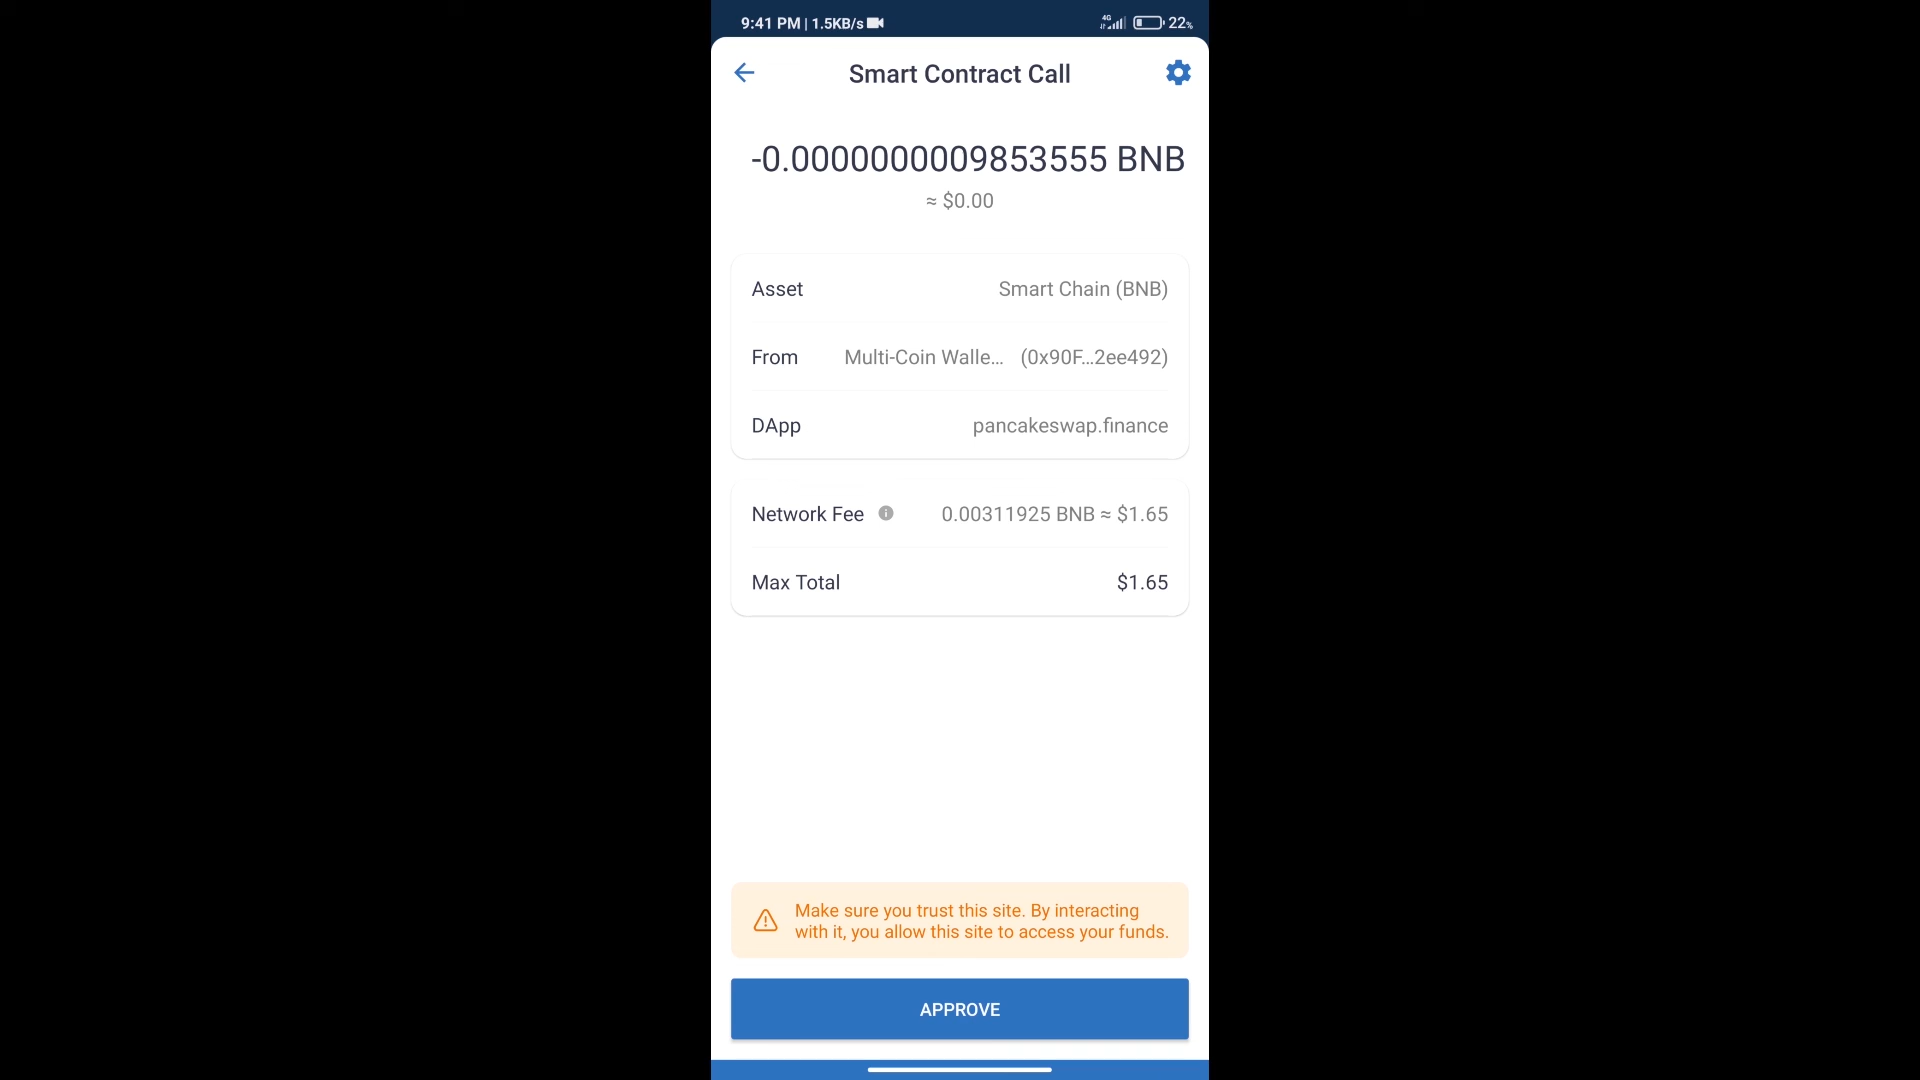 9:41 PM | 1.5KB/s 4G 22%
Smart Contract Call
-0.0000000009853555 BNB
≈ $0.00
Asset Smart Chain (BNB)
From Multi-Coin Walle... (0x90F...2ee492)
DApp pancakeswap.finance
Network Fee 0.00311925 BNB ≈ $1.65
Max Total $1.65
Make sure you trust this site. By interacting
with it, you allow this site to access your funds.
APPROVE